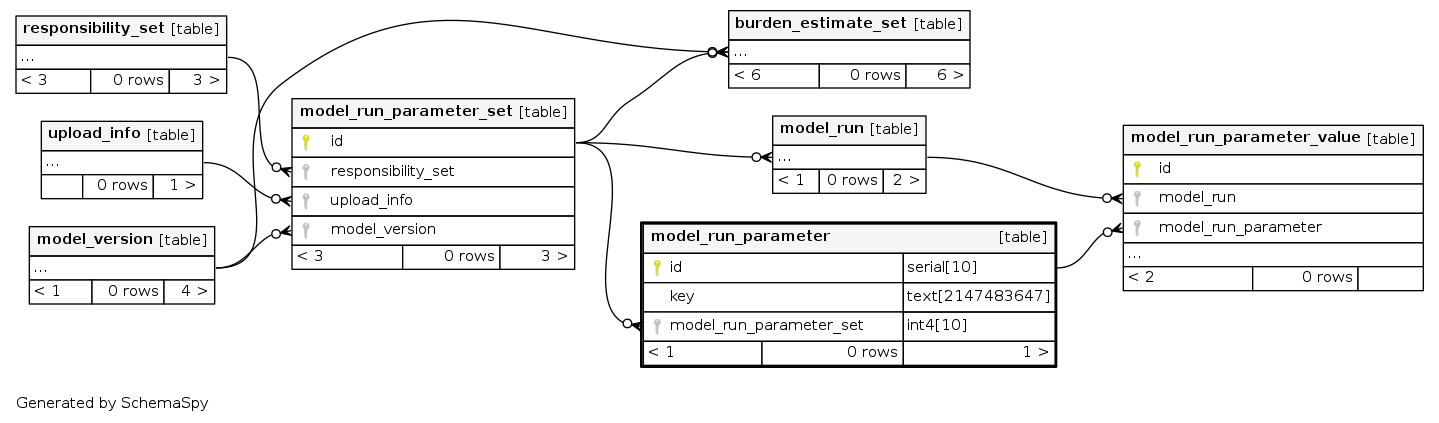 responsibility_set [table]
...
< 3 0 rows 3 >
upload_info [table]
...
0 rows 1 >
model_version [table]
...
< 1 0 rows 4 >
model_run_parameter_set [table]
id
responsibility_set
upload_info
model_version
< 3 0 rows 3 >
burden_estimate_set [table]
...
< 6 0 rows 6 >
model_run [table]
...
< 1 0 rows 2 >
model_run_parameter [table]
id serial[10]
key text[2147483647]
model_run_parameter_set int4[10]
< 1 0 rows 1 >
model_run_parameter_value [table]
id
model_run
model_run_parameter
...
< 2 0 rows
Generated by SchemaSpy